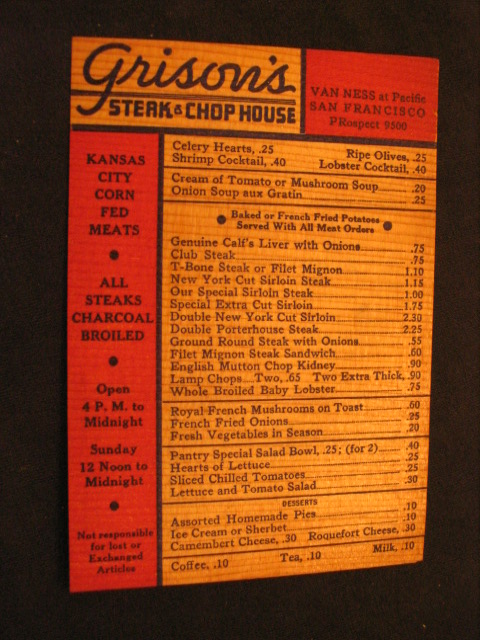 Grison's
STEAK & CHOP HOUSE
VAN NESS at Pacific
SAN FRANCISCO
PRospect 9500
KANSAS
CITY
CORN
FED
MEATS
ALL
STEAKS
CHARCOAL
BROILED
Open
4 P. M. to
Midnight
Sunday
12 Noon to
Midnight
Not responsible
for lost or
Exchanged
Articles
Celery Hearts, .25 Ripe Olives, .25
Shrimp Cocktail, .40 Lobster Cocktail, .40
Cream of Tomato or Mushroom Soup .20
Onion Soup aux Gratin .25
Baked or French Fried Potatoes
Served With All Meat Orders
Genuine Calf's Liver with Onions .75
Club Steak .75
T-Bone Steak or Filet Mignon 1.10
New York Cut Sirloin Steak 1.15
Our Special Sirloin Steak 1.00
Special Extra Cut Sirloin 1.75
Double New York Cut Sirloin 2.30
Double Porterhouse Steak 2.25
Ground Round Steak with Onions .55
Filet Mignon Steak Sandwich .60
English Mutton Chop Kidney .90
Lamp Chops Two, .65 Two Extra Thick, .90
Whole Broiled Baby Lobster .75
Royal French Mushrooms on Toast .60
French Fried Onions .25
Fresh Vegetables in Season .20
Pantry Special Salad Bowl, .25; (for 2) .40
Hearts of Lettuce .25
Sliced Chilled Tomatoes .25
Lettuce and Tomato Salad .30
DESSERTS
Assorted Homemade Pies .10
Ice Cream or Sherbet .10
Camembert Cheese, .30 Roquefort Cheese, .30
Coffee, .10 Tea, .10 Milk, .10